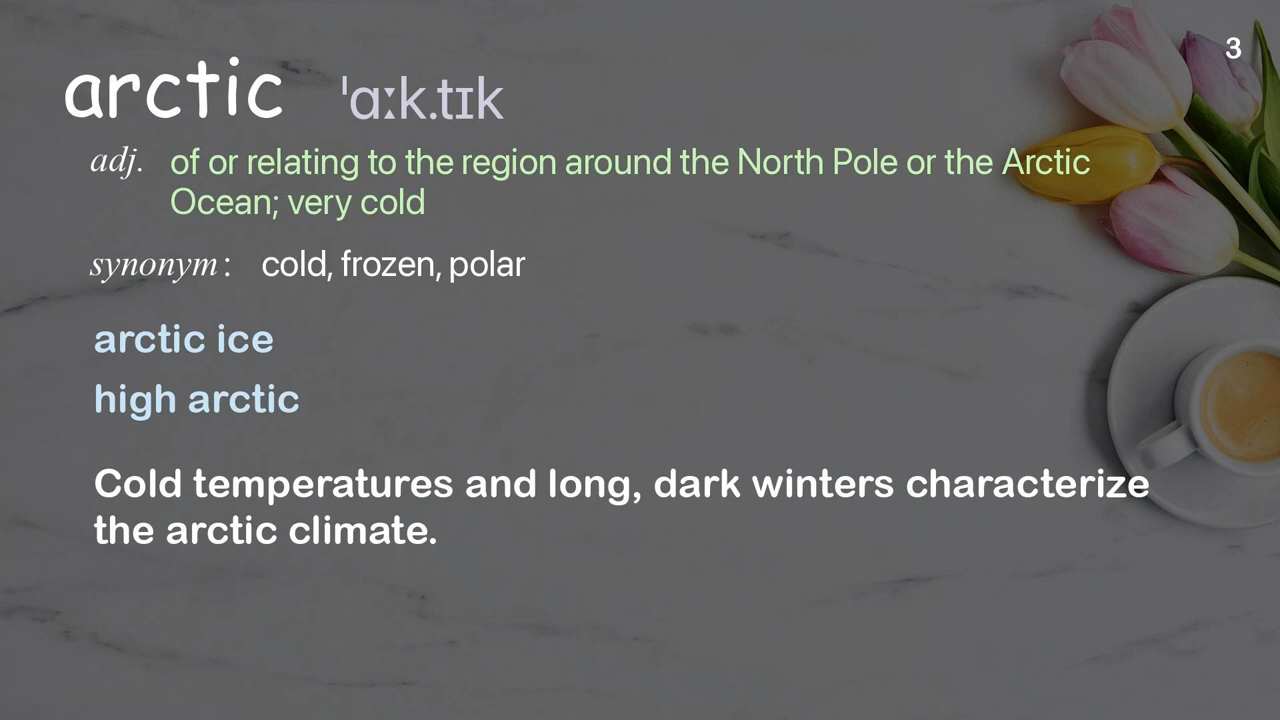 3
arctic ˈɑːk.tɪk
adj. of or relating to the region around the North Pole or the Arctic
Ocean; very cold
synonym : cold, frozen, polar
arctic ice
high arctic
Cold temperatures and long, dark winters characterize
the arctic climate.